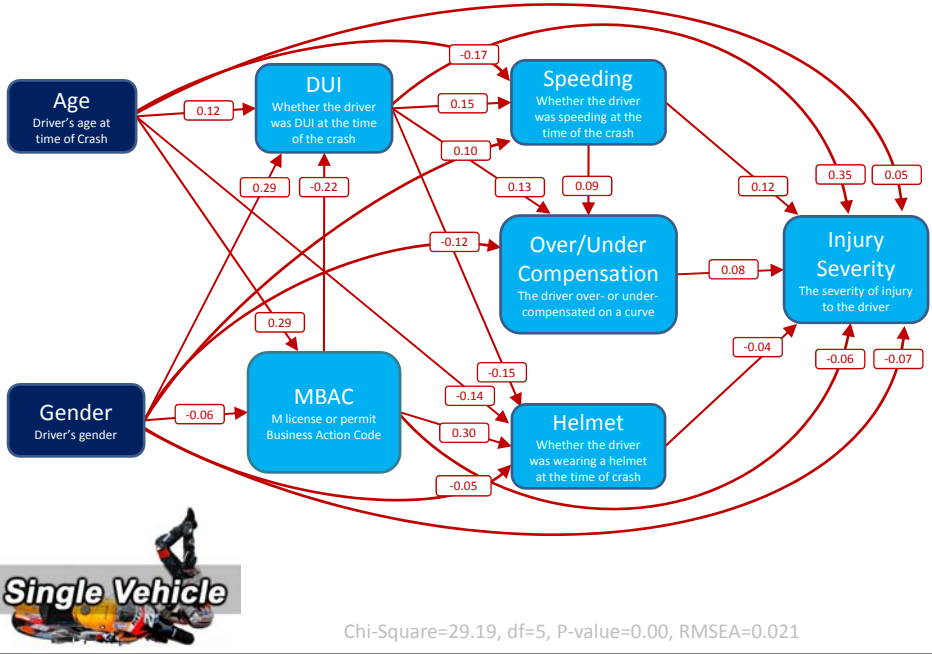 Age
Driver's age at
time of Crash
DUI
Whether the driver
was DUI at the time
of the crash
Speeding
Whether the driver
was speeding at the
time of the crash
-0.17
0.12
0.15
0.10
0.29
-0.22
0.13
0.09
0.12
0.35
0.05
Over/Under
Compensation
The driver over- or under-
compensated on a curve
-0.12
0.08
Injury
Severity
The severity of injury
to the driver
0.29
-0.04
-0.06
-0.07
-0.15
-0.14
MBAC
M license or permit
Business Action Code
Gender
Driver's gender
-0.06
0.30
-0.05
Helmet
Whether the driver
was wearing a helmet
at the time of crash
Single Vehicle
Chi-Square=29.19, df=5, P-value=0.00, RMSEA=0.021